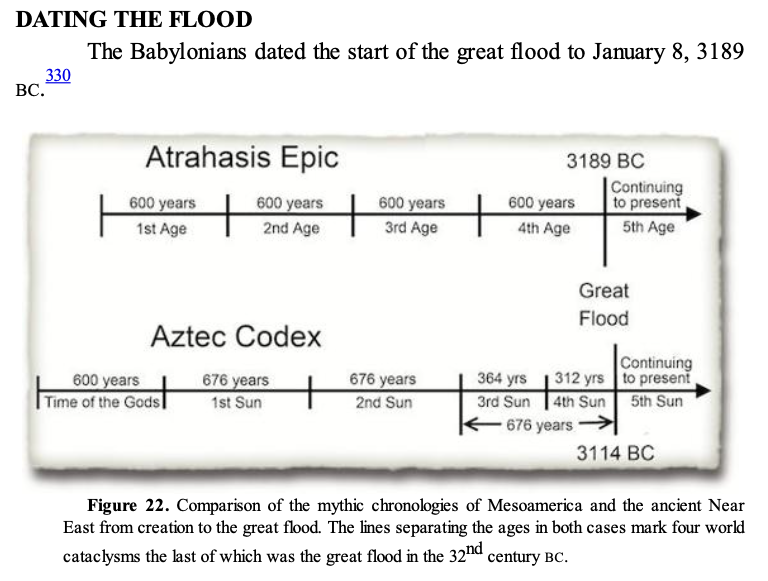 DATING THE FLOOD
The Babylonians dated the start of the great flood to January 8, 3189
BC.330
Atrahasis Epic
3189 BC
600 years 600 years 600 years 600 years Continuing to present
1st Age 2nd Age 3rd Age 4th Age 5th Age
Great
Flood
Aztec Codex
600 years 676 years 676 years 364 yrs 312 yrs Continuing to present
Time of the Gods 1st Sun 2nd Sun 3rd Sun 4th Sun 5th Sun
676 years
3114 BC
Figure 22. Comparison of the mythic chronologies of Mesoamerica and the ancient Near
East from creation to the great flood. The lines separating the ages in both cases mark four world
cataclysms the last of which was the great flood in the 32nd century BC.